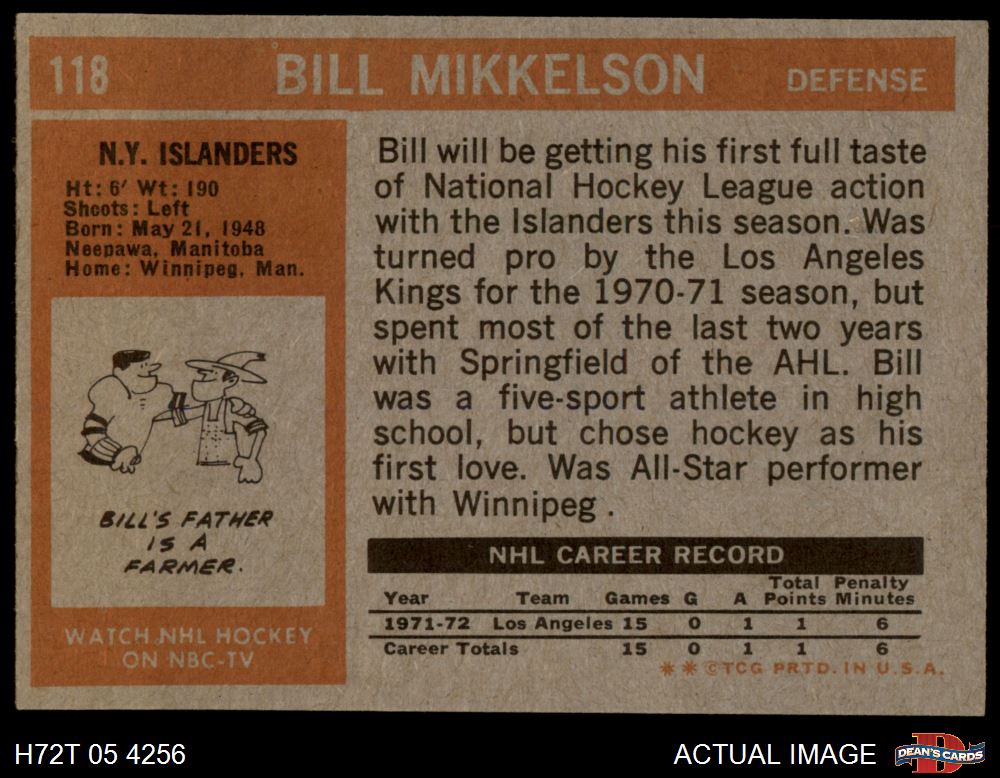 118 BILL MIKKELSON DEFENSE
N.Y. ISLANDERS
Ht: 6' Wt: 190
Shoots: Left
Born: May 21, 1948
Neepawa, Manitoba
Home: Winnipeg, Man.
BILL'S FATHER
IS A
FARMER.
WATCH NHL HOCKEY
ON NBC-TV
Bill will be getting his first full taste
of National Hockey League action
with the Islanders this season. Was
turned pro by the Los Angeles
Kings for the 1970-71 season, but
spent most of the last two years
with Springfield of the AHL. Bill
was a five-sport athlete in high
school, but chose hockey as his
first love. Was All-Star performer
with Winnipeg .
NHL CAREER RECORD
Total Penalty
Year Team Games G A Points Minutes
1971-72 Los Angeles 15 0 1 1 6
Career Totals 15 0 1 1 6
**©TCG PRTD. IN U.S.A.
H72T 05 4256 ACTUAL IMAGE D DEAN'S CARDS